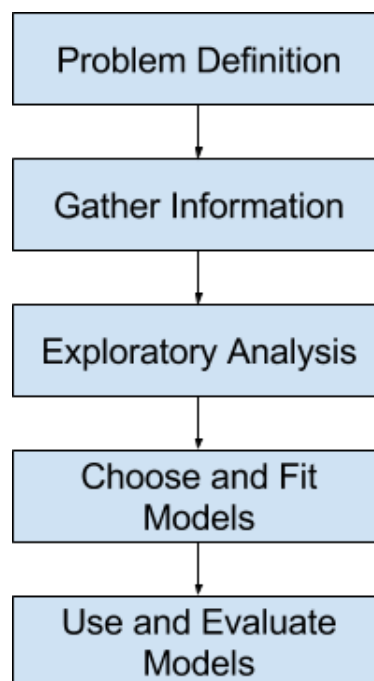 Problem Definition
Gather Information
Exploratory Analysis
Choose and Fit
Models
Use and Evaluate
Models